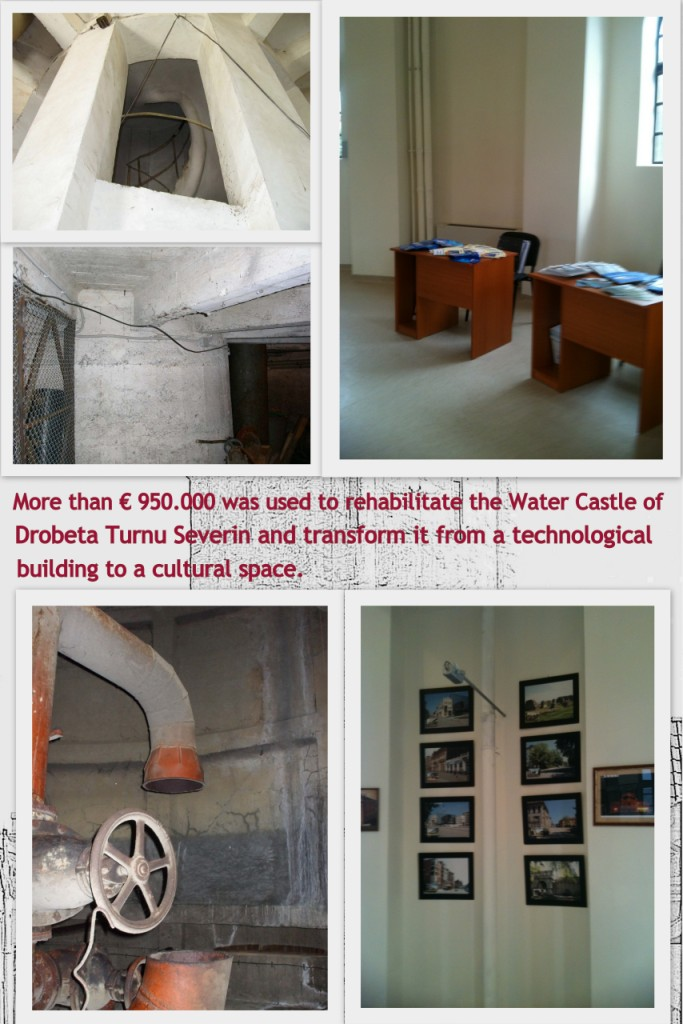 More than € 950.000 was used to rehabilitate the Water Castle of
Drobeta Turnu Severin and transform it from a technological
building to a cultural space.